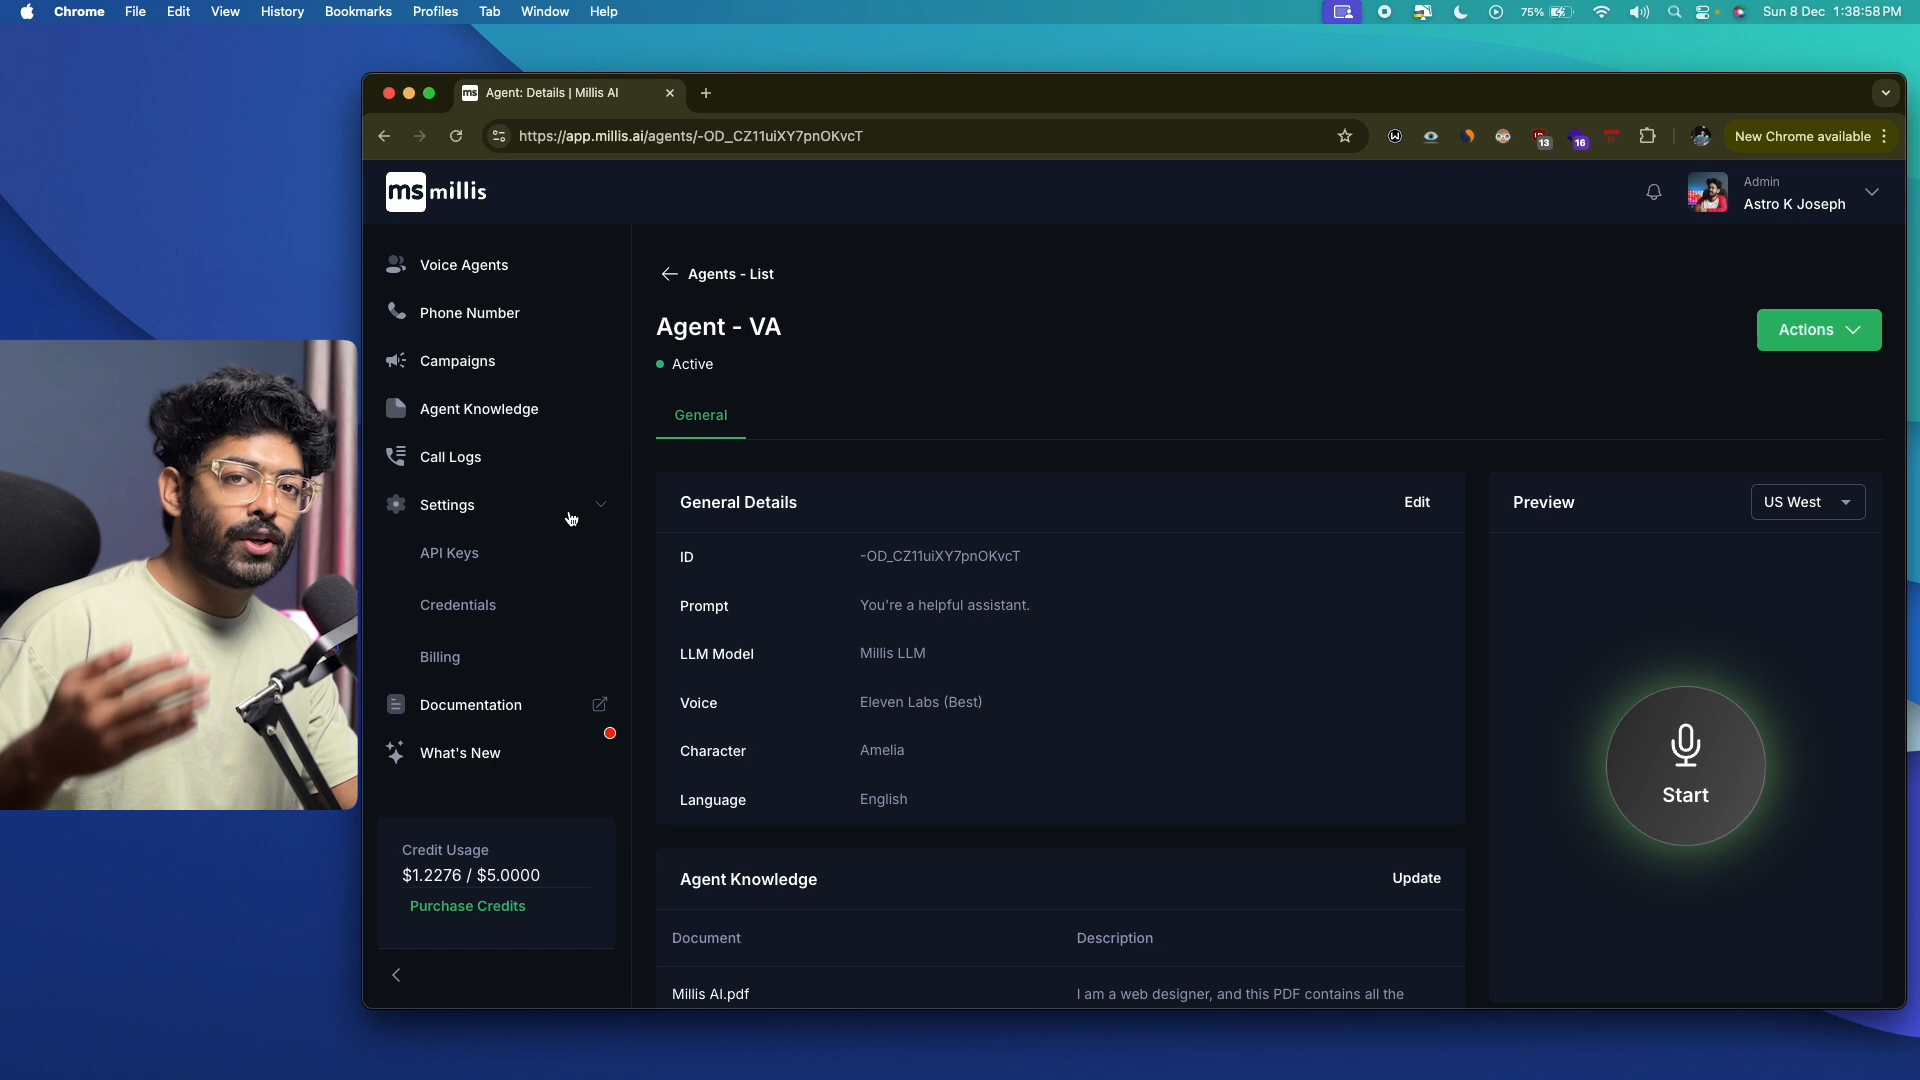 Chrome File Edit View History Bookmarks Profiles Tab Window Help
75% Sun 8 Dec 1:38:58 PM
ms Agent: Details | Millis AI
https://app.millis.ai/agents/-OD_CZ11uiXY7pnOKvcT
13
16
New Chrome available
ms millis
Admin
Astro K Joseph
Voice Agents
Phone Number
Campaigns
Agent Knowledge
Call Logs
Settings
API Keys
Credentials
Billing
Documentation
What's New
Credit Usage
$1.2276 / $5.0000
Purchase Credits
Agents - List
Agent - VA
Active
Actions
General
General Details
Edit
ID -OD_CZ11uiXY7pnOKvcT
Prompt You're a helpful assistant.
LLM Model Millis LLM
Voice Eleven Labs (Best)
Character Amelia
Language English
Agent Knowledge
Update
Document Description
Millis AI.pdf I am a web designer, and this PDF contains all the
Preview
US West
Start